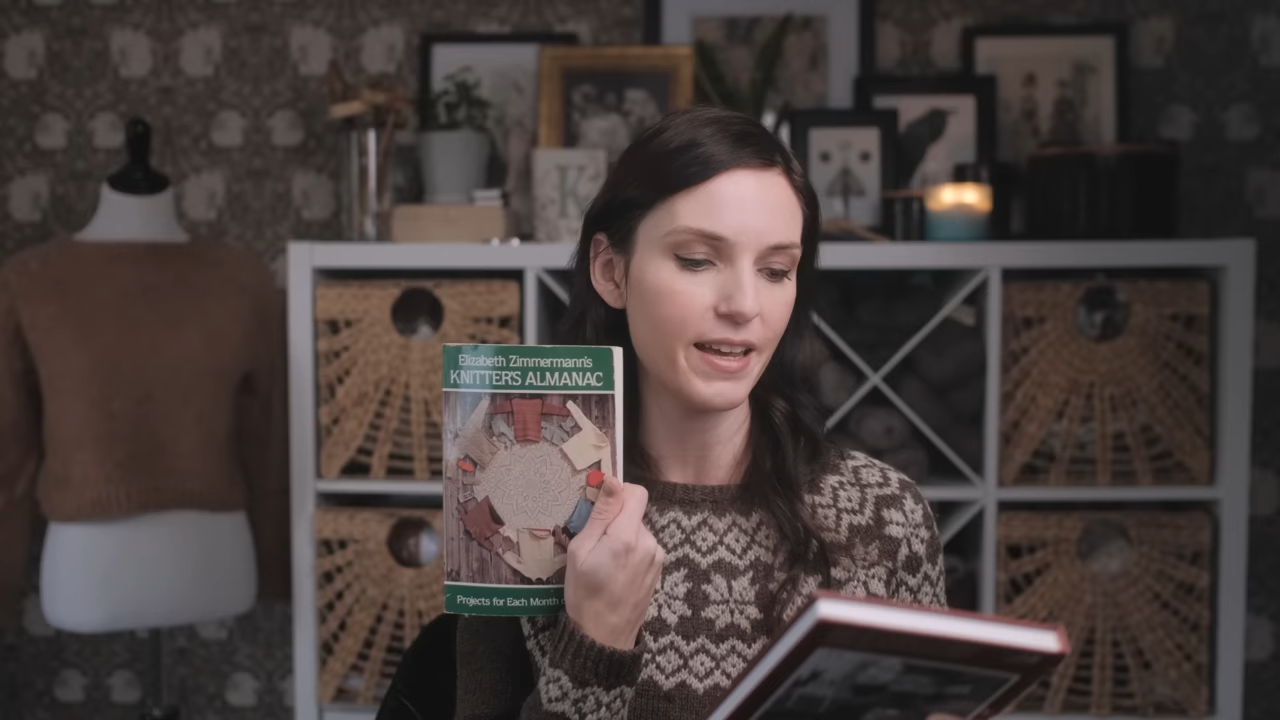 K
Elizabeth Zimmermann's
KNITTER'S ALMANAC
Projects for Each Month